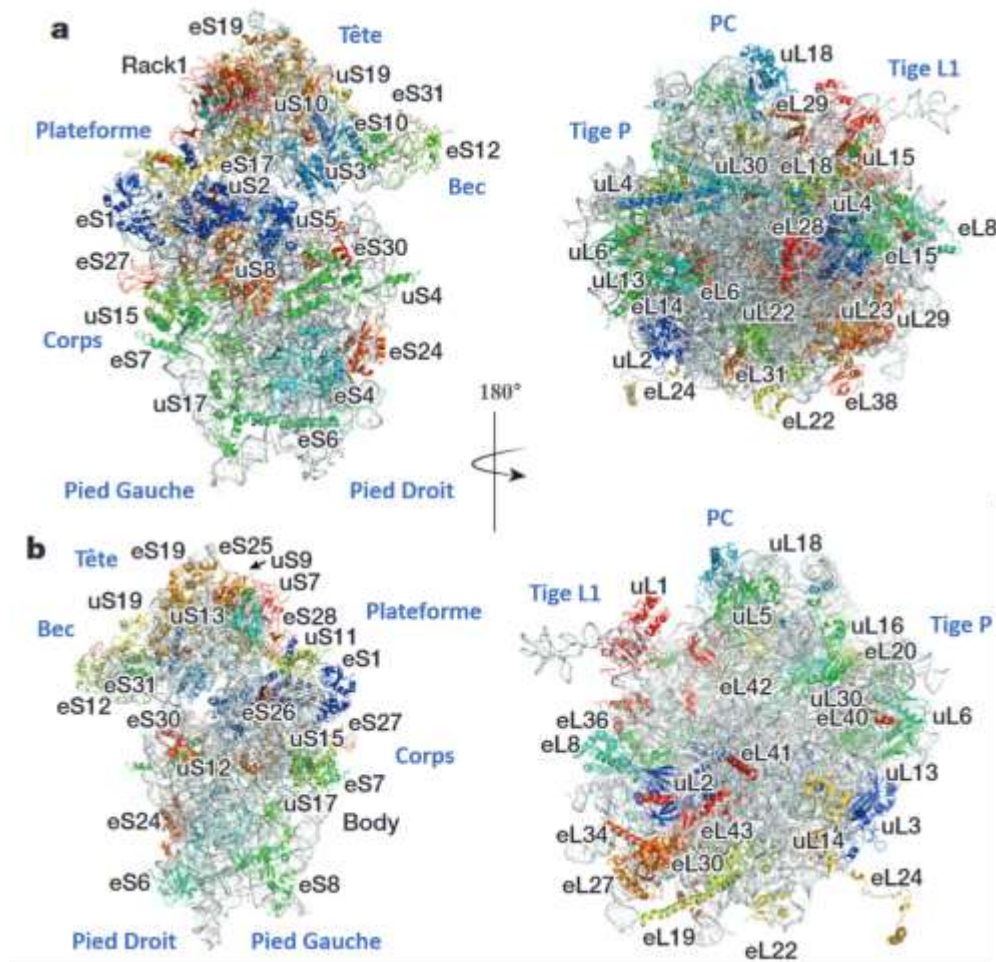 a
eS19
Tête
Rack1
uS19
eS31
uS10
eS10
Plateforme
eS12
eS17
uS3
Bec
uS2
eS1
uS5
eS30
eS27
uS8
uS4
uS15
Corps
eS7
eS24
uS17
eS4
eS6
Pied Gauche
Pied Droit
PC
uL18
Tige L1
eL29
Tige P
uL30
eL18
uL15
uL4
uL4
eL8
eL28
uL6
eL15
uL13
eL6
eL14
uL22
uL23
uL29
uL2
eL31
eL24
eL38
eL22
180°
b
Tête
eS19
eS25
uS9
uS7
uS19
uS13
eS28
Plateforme
Bec
uS11
eS1
eS31
eS12
eS26
eS30
eS27
uS15
Corps
uS12
eS7
uS17
eS24
Body
eS6
eS8
Pied Droit
Pied Gauche
PC
uL18
Tige L1
uL1
uL5
uL16
Tige P
eL20
eL42
uL30
eL36
eL40
uL6
eL8
eL41
uL2
uL13
eL34
eL43
uL14
uL3
eL30
eL27
eL24
eL19
eL22